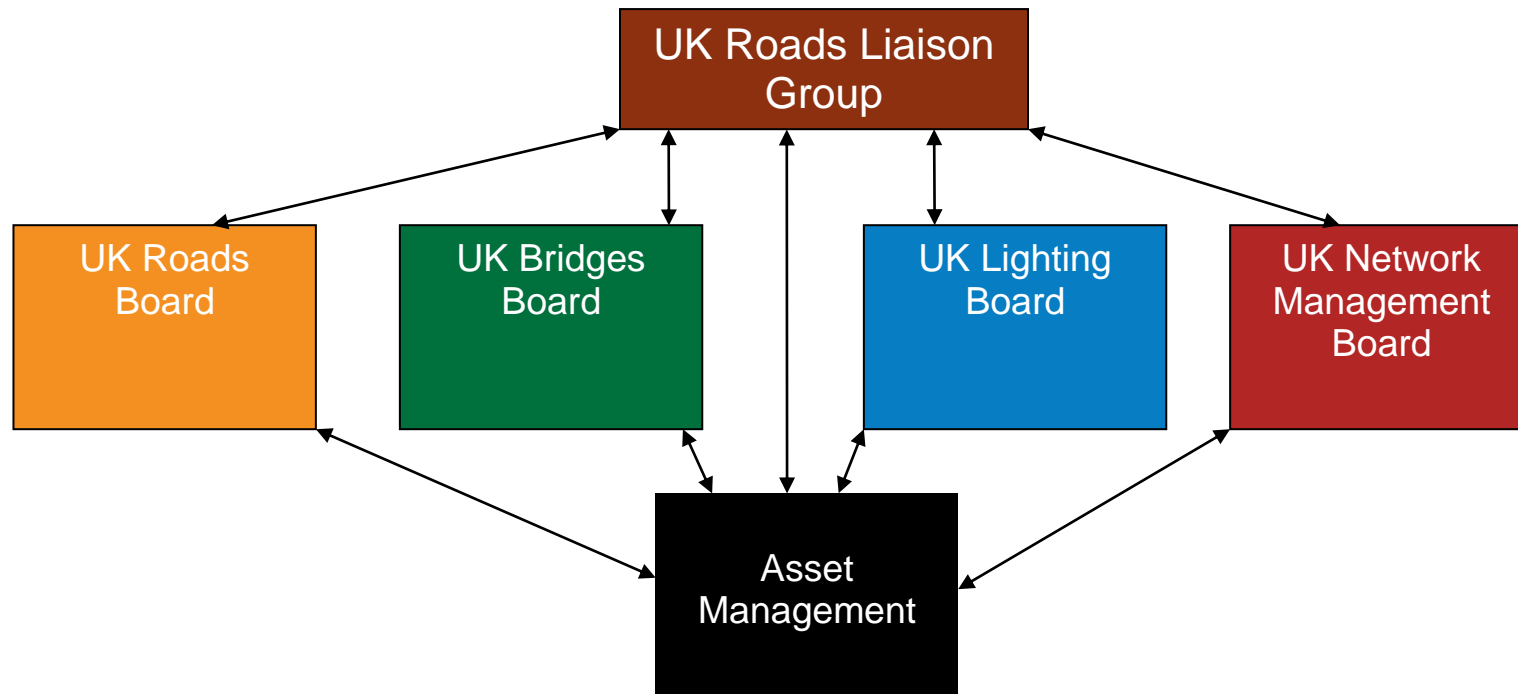 UK Roads Liaison
Group
UK Roads
Board
UK Bridges
Board
UK Lighting
Board
UK Network
Management
Board
Asset
Management